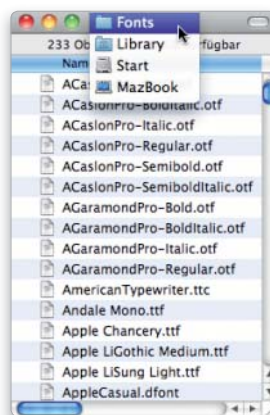 Fonts
233 Ob
rfügbar
Library
Nam
Start
MazBook
ACaslonPro-BoldItalic.otf
ACaslonPro-Italic.otf
ACaslonPro-Regular.otf
ACaslonPro-Semibold.otf
ACaslonPro-SemiboldItalic.otf
AGaramondPro-Bold.otf
AGaramondPro-BoldItalic.otf
AGaramondPro-Italic.otf
AGaramondPro-Regular.otf
AmericanTypewriter.ttc
Andale Mono.ttf
Apple Chancery.ttf
Apple LiGothic Medium.ttf
Apple LiSung Light.ttf
AppleCasual.dfont